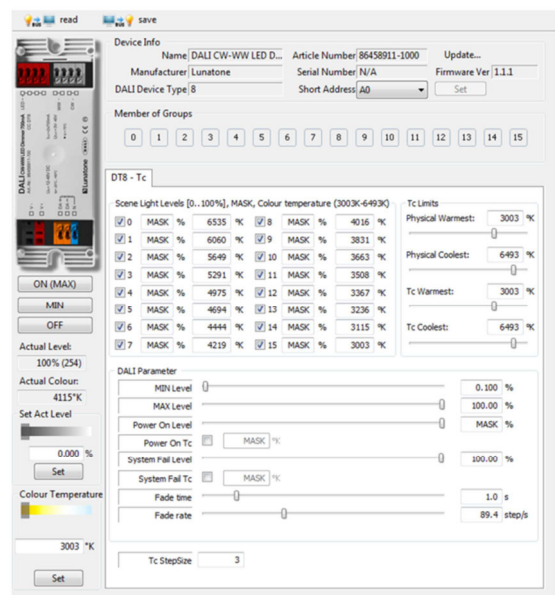 read save
Device Info
Name DALI CW-WW LED D... Article Number 86458911-1000 Update...
Manufacturer Lunatone Serial Number N/A Firmware Ver 1.1.1
DALI Device Type 8 Short Address A0 Set
Member of Groups
0 1 2 3 4 5 6 7 8 9 10 11 12 13 14 15
DT8 - Tc
Scene Light Levels [0..100%], MASK, Colour temperature (3003K-6493K)
0 MASK % 6535 °K 8 MASK % 4016 °K
1 MASK % 6060 °K 9 MASK % 3831 °K
2 MASK % 5649 °K 10 MASK % 3663 °K
3 MASK % 5291 °K 11 MASK % 3508 °K
4 MASK % 4975 °K 12 MASK % 3367 °K
5 MASK % 4694 °K 13 MASK % 3236 °K
6 MASK % 4444 °K 14 MASK % 3115 °K
7 MASK % 4219 °K 15 MASK % 3003 °K
Tc Limits
Physical Warmest: 3003 °K
Physical Coolest: 6493 °K
Tc Warmest: 3003 °K
Tc Coolest: 6493 °K
DALI Parameter
MIN Level 0.100 %
MAX Level 100.00 %
Power On Level MASK %
Power On Tc MASK °K
System Fail Level 100.00 %
System Fail Tc MASK °K
Fade time 1.0 s
Fade rate 89.4 step/s
Tc StepSize 3
DALI CW-WW LED Dimmer
Lunatone
ON (MAX)
MIN
OFF
Actual Level:
100% (254)
Actual Colour:
4115°K
Set Act Level
0.000 %
Set
Colour Temperature
3003 °K
Set